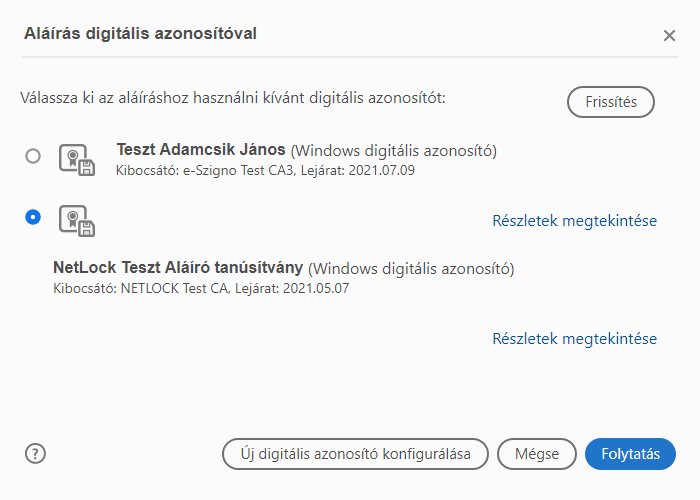 Aláírás digitális azonosítóval
Válassza ki az aláíráshoz használni kívánt digitális azonosítót:
Frissítés
Teszt Adamcsik János (Windows digitális azonosító)
Kibocsátó: e-Szigno Test CA3, Lejárat: 2021.07.09
Részletek megtekintése
NetLock Teszt Aláíró tanúsítvány (Windows digitális azonosító)
Kibocsátó: NETLOCK Test CA, Lejárat: 2021.05.07
Részletek megtekintése
? Új digitális azonosító konfigurálása Mégse Folytatás